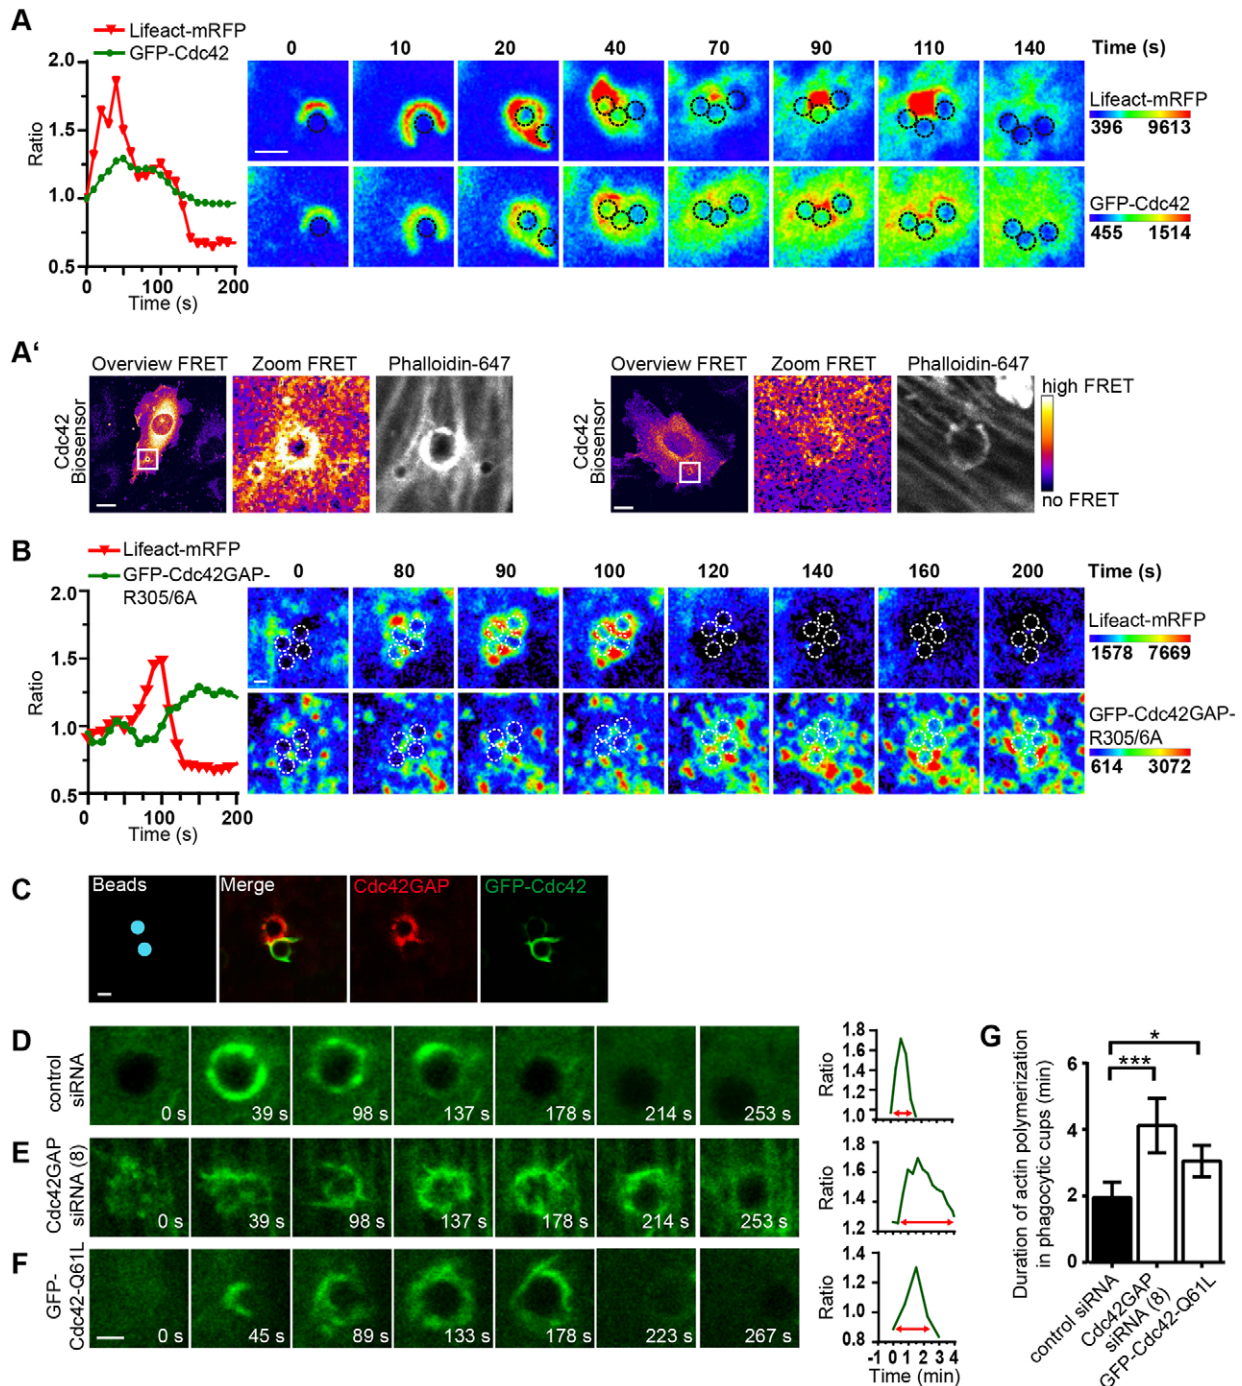 A
Lifeact-mRFP
GFP-Cdc42
0 10 20 40 70 90 110 140 Time (s)
2.0
1.5
1.0
0.5
Ratio
0 100 200
Time (s)
Lifeact-mRFP
396 9613
GFP-Cdc42
455 1514
A'
Overview FRET Zoom FRET Phalloidin-647
Cdc42
Biosensor
Overview FRET Zoom FRET Phalloidin-647
Cdc42
Biosensor
high FRET
no FRET
B
Lifeact-mRFP
GFP-Cdc42GAP-
R305/6A
0 80 90 100 120 140 160 200 Time (s)
2.0
1.5
1.0
0.5
Ratio
0 100 200
Time (s)
Lifeact-mRFP
1578 7669
GFP-Cdc42GAP-
R305/6A
614 3072
C
Beads Merge Cdc42GAP GFP-Cdc42
D
control
siRNA
0 s 39 s 98 s 137 s 178 s 214 s 253 s
1.8
1.6
1.4
1.2
1.0
Ratio
E
Cdc42GAP
siRNA (8)
0 s 39 s 98 s 137 s 178 s 214 s 253 s
1.8
1.6
1.4
1.2
Ratio
F
GFP-
Cdc42-Q61L
0 s 45 s 89 s 133 s 178 s 223 s 267 s
1.4
1.2
1.0
0.8
Ratio
-1 0 1 2 3 4
Time (min)
G
Duration of actin polymerization
in phagocytic cups (min)
6
4
2
0
*
***
control siRNA
Cdc42GAP
siRNA (8)
GFP-Cdc42-Q61L